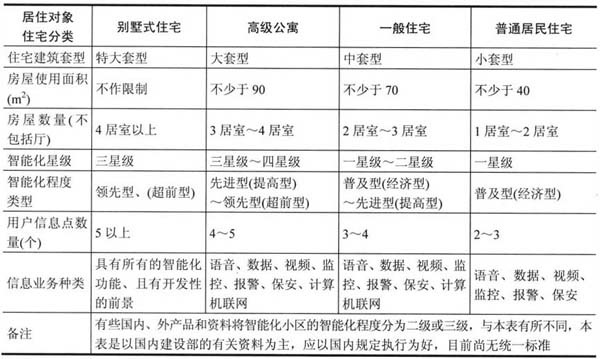 居住对象
住宅分类
别墅式住宅
高级公寓
一般住宅
普通居民住宅
住宅建筑套型
特大套型
大套型
中套型
小套型
房屋使用面积
(m²)
不作限制
不少于 90
不少于 70
不少于 40
房屋数量(不
包括厅)
4 居室以上
3 居室～4 居室
2 居室～3 居室
1 居室～2 居室
智能化星级
三星级
三星级～四星级
一星级～二星级
一星级
智能化程度
类型
领先型、(超前型)
先进型(提高型)
～领先型(超前型)
普及型(经济型)
～先进型(提高型)
普及型(经济型)
用户信息点数
量(个)
5 以上
4～5
3～4
2～3
信息业务种类
具有所有的智能化
功能、且有开发性
的前景
语音、数据、视频、监
控、报警、保安、计算
机联网
语音、数据、视频、监
控、报警、保安、计算
机联网
语音、数据、视频、
监控、报警、保安
备注
有些国内、外产品和资料将智能化小区的智能化程度分为二级或三级，与本表有所不同，本
表是以国内建设部的有关资料为主，应以国内规定执行为好，目前尚无统一标准